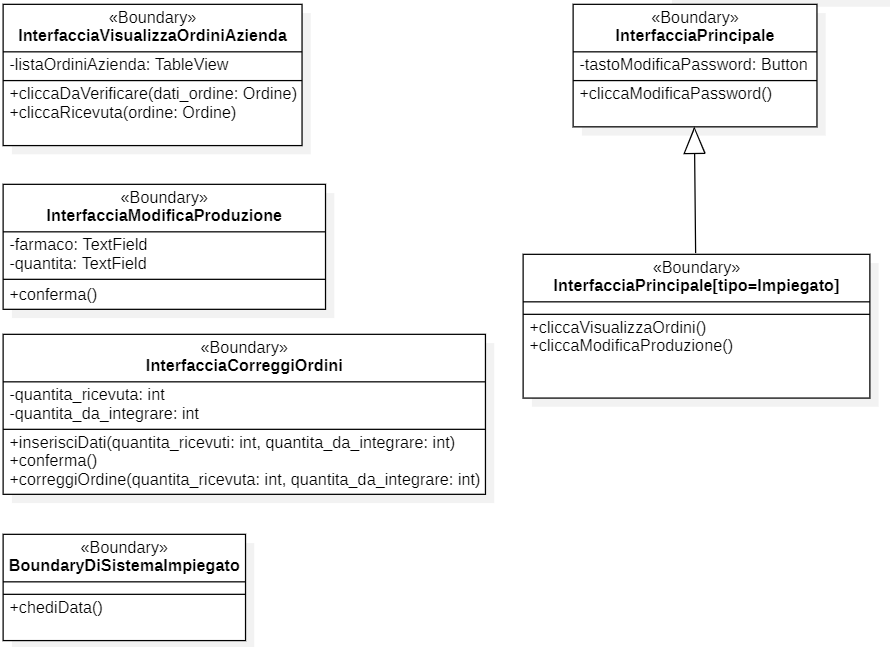 «Boundary»
InterfacciaVisualizzaOrdiniAzienda
-listaOrdiniAzienda: TableView
+cliccaDaVerificare(dati_ordine: Ordine)
+cliccaRicevuta(ordine: Ordine)
«Boundary»
InterfacciaPrincipale
-tastoModificaPassword: Button
+cliccaModificaPassword()
«Boundary»
InterfacciaModificaProduzione
-farmaco: TextField
-quantita: TextField
+conferma()
«Boundary»
InterfacciaPrincipale[tipo=Impiegato]
+cliccaVisualizzaOrdini()
+cliccaModificaProduzione()
«Boundary»
InterfacciaCorreggiOrdini
-quantita_ricevuta: int
-quantita_da_integrare: int
+inserisciDati(quantita_ricevuti: int, quantita_da_integrare: int)
+conferma()
+correggiOrdine(quantita_ricevuta: int, quantita_da_integrare: int)
«Boundary»
BoundaryDiSistemaImpiegato
+chediData()